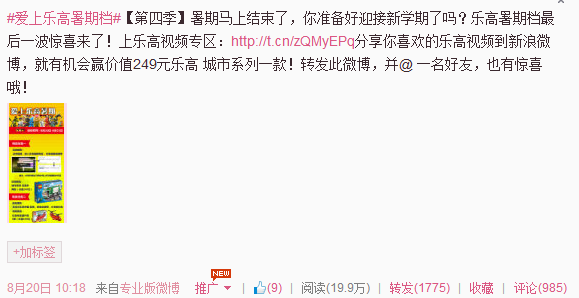 #爱上乐高暑期档#【第四季】暑期马上结束了，你准备好迎接新学期了吗？乐高暑期档最
后一波惊喜来了！上乐高视频专区：http://t.cn/zQMyEPq分享你喜欢的乐高视频到新浪微
博，就有机会赢价值249元乐高 城市系列一款！转发此微博，并@ 一名好友，也有惊喜
哦！
爱上乐高暑期
+加标签
NEW
8月20日 10:18 来自专业版微博 推广 | (9) | 阅读(19.9万) | 转发(1775) | 收藏 | 评论(985)